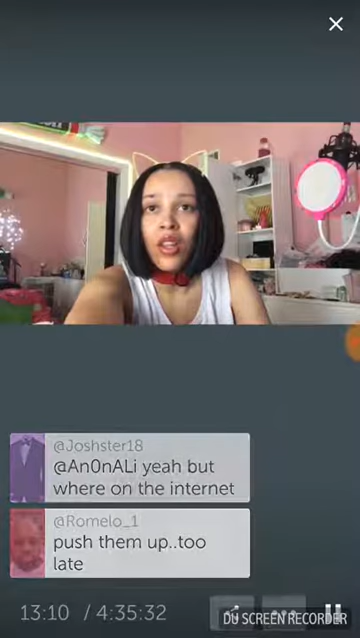 @Joshster18
@An0nALi yeah but
where on the internet
@Romelo_1
push them up..too
late
13:10 / 4:35:32
DU SCREEN RECORDER